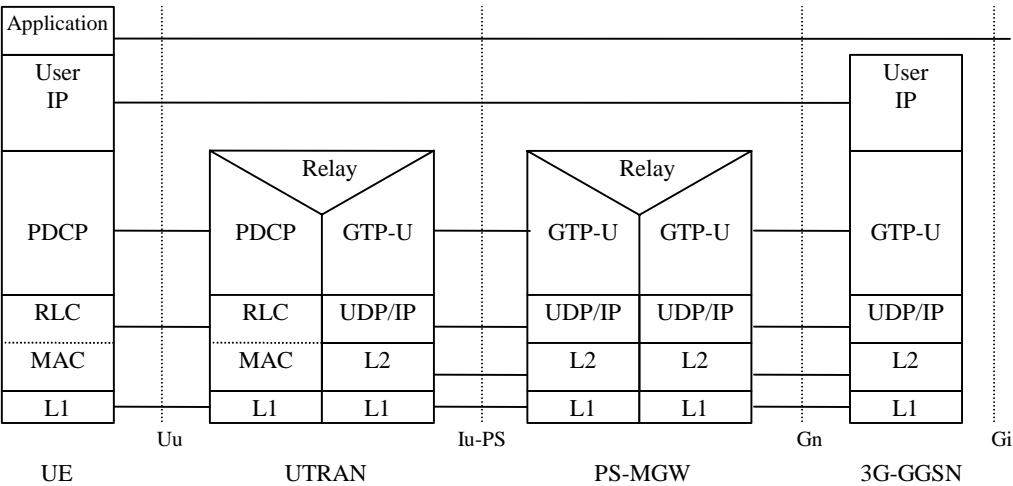 Application
User
IP
User
IP
Relay
Relay
PDCP
PDCP
GTP-U
GTP-U
GTP-U
GTP-U
RLC
RLC
UDP/IP
UDP/IP
UDP/IP
UDP/IP
MAC
MAC
L2
L2
L2
L2
L1
L1
L1
L1
L1
L1
Uu
Iu-PS
Gn
Gi
UE
UTRAN
PS-MGW
3G-GGSN